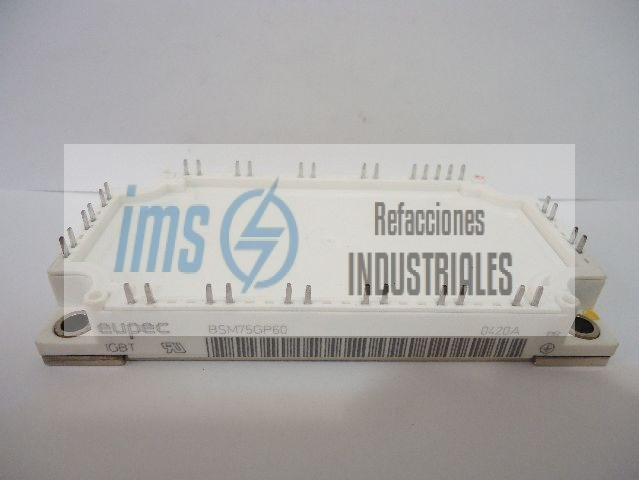 ims
Refacciones
INDUSTRIALES
eupec BSM75GP60 0420A
IGBT